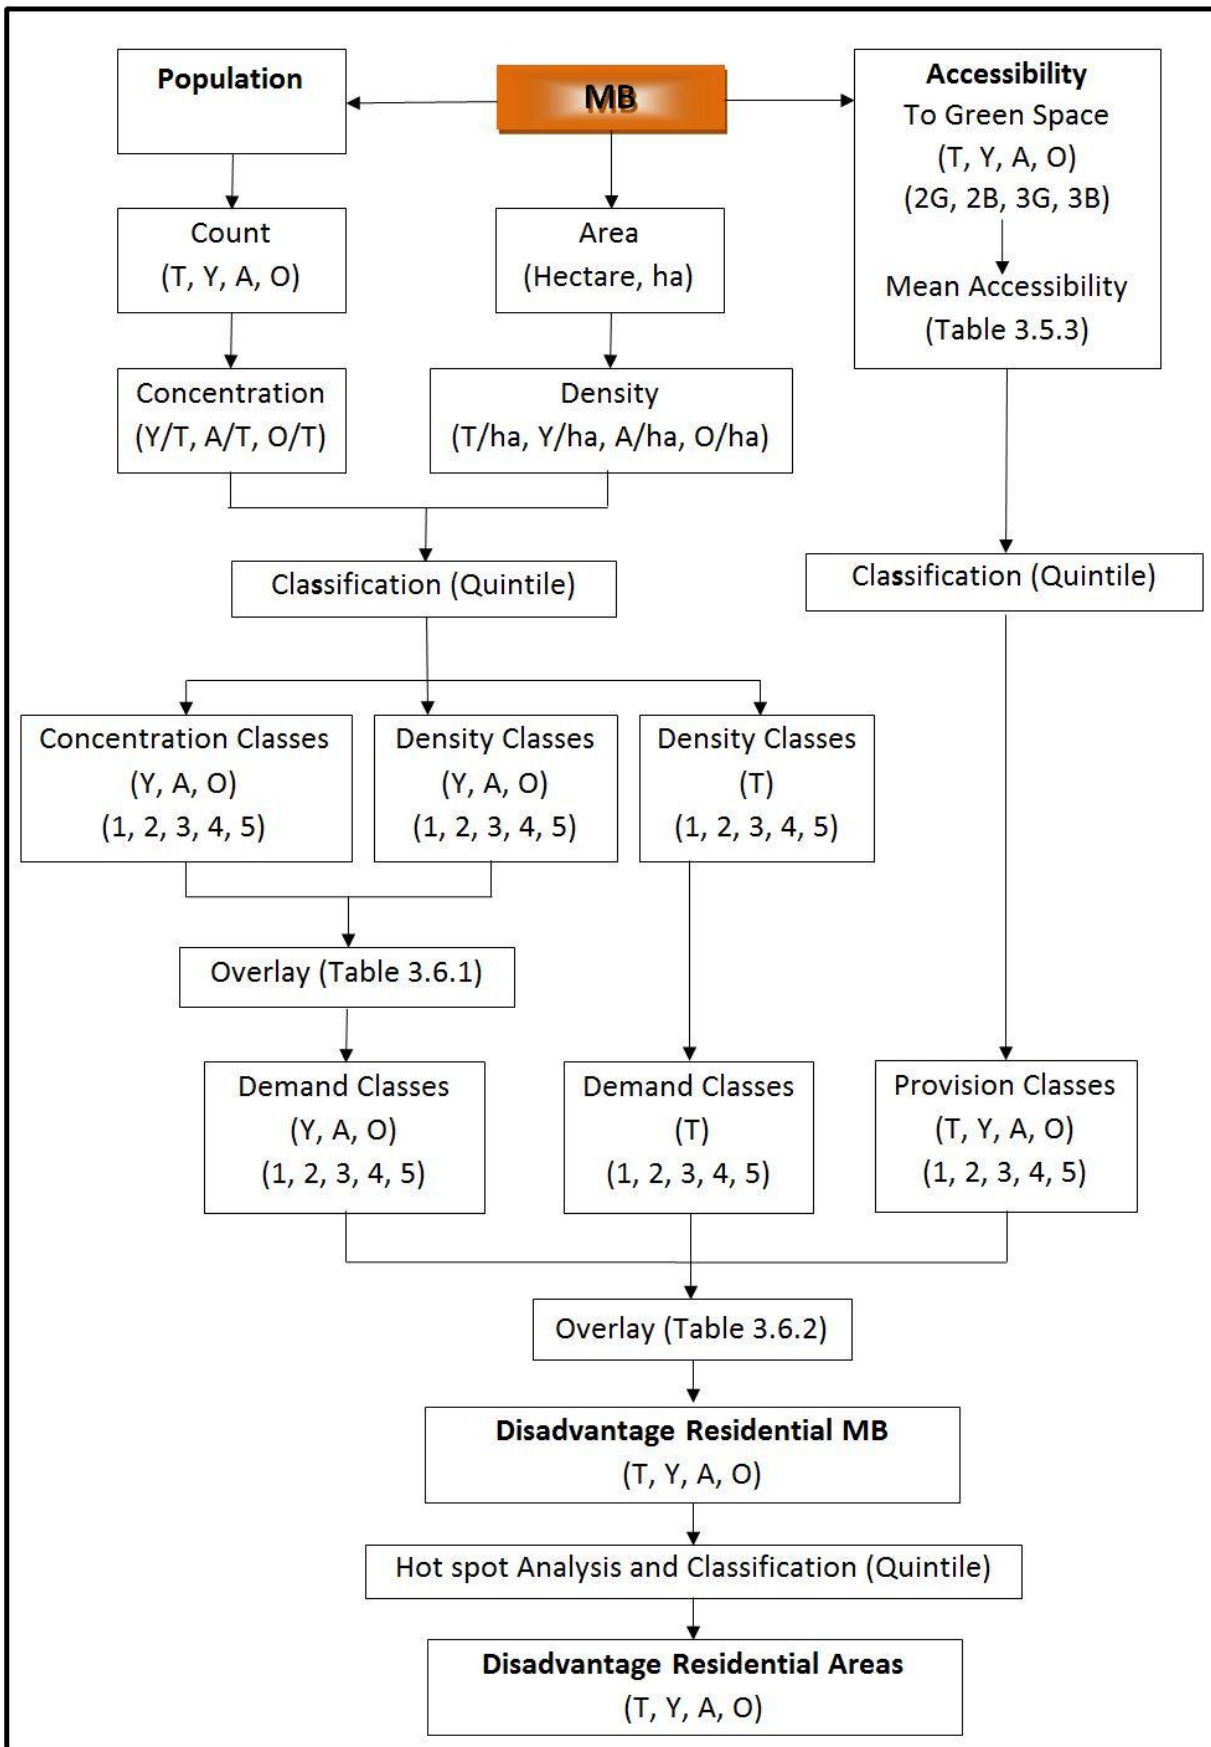 Population
MB
Accessibility
To Green Space
(T, Y, A, O)
(2G, 2B, 3G, 3B)
Mean Accessibility
(Table 3.5.3)
Count
(T, Y, A, O)
Area
(Hectare, ha)
Concentration
(Y/T, A/T, O/T)
Density
(T/ha, Y/ha, A/ha, O/ha)
Classification (Quintile)
Classification (Quintile)
Concentration Classes
(Y, A, O)
(1, 2, 3, 4, 5)
Density Classes
(Y, A, O)
(1, 2, 3, 4, 5)
Density Classes
(T)
(1, 2, 3, 4, 5)
Overlay (Table 3.6.1)
Demand Classes
(Y, A, O)
(1, 2, 3, 4, 5)
Demand Classes
(T)
(1, 2, 3, 4, 5)
Provision Classes
(T, Y, A, O)
(1, 2, 3, 4, 5)
Overlay (Table 3.6.2)
Disadvantage Residential MB
(T, Y, A, O)
Hot spot Analysis and Classification (Quintile)
Disadvantage Residential Areas
(T, Y, A, O)